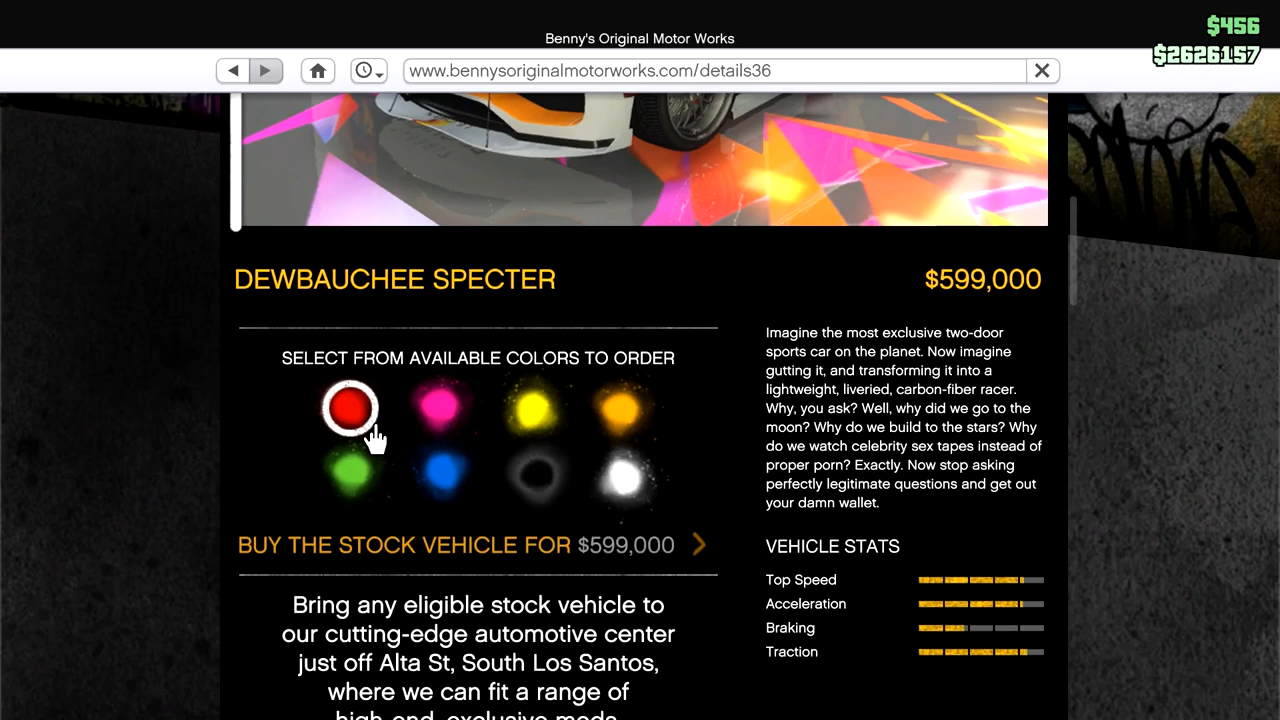 $456
Benny's Original Motor Works
$2626157
www.bennysoriginalmotorworks.com/details36
DEWBAUCHEE SPECTER
$599,000
SELECT FROM AVAILABLE COLORS TO ORDER
BUY THE STOCK VEHICLE FOR $599,000
Bring any eligible stock vehicle to
our cutting-edge automotive center
just off Alta St, South Los Santos,
where we can fit a range of
high-end, exclusive mods.
Imagine the most exclusive two-door
sports car on the planet. Now imagine
gutting it, and transforming it into a
lightweight, liveried, carbon-fiber racer.
Why, you ask? Well, why did we go to the
moon? Why do we build to the stars? Why
do we watch celebrity sex tapes instead of
proper porn? Exactly. Now stop asking
perfectly legitimate questions and get out
your damn wallet.
VEHICLE STATS
Top Speed
Acceleration
Braking
Traction